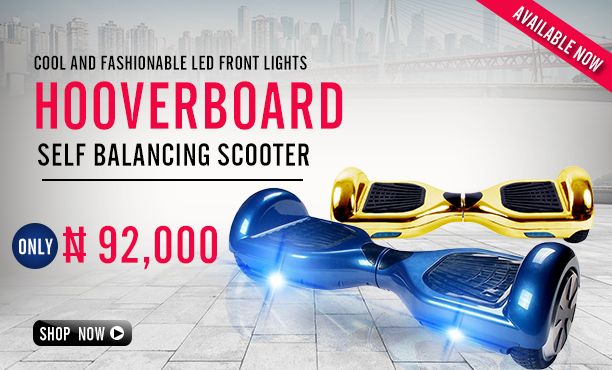 AVAILABLE NOW
COOL AND FASHIONABLE LED FRONT LIGHTS
HOOVERBOARD
SELF BALANCING SCOOTER
ONLY ₦ 92,000
SHOP NOW